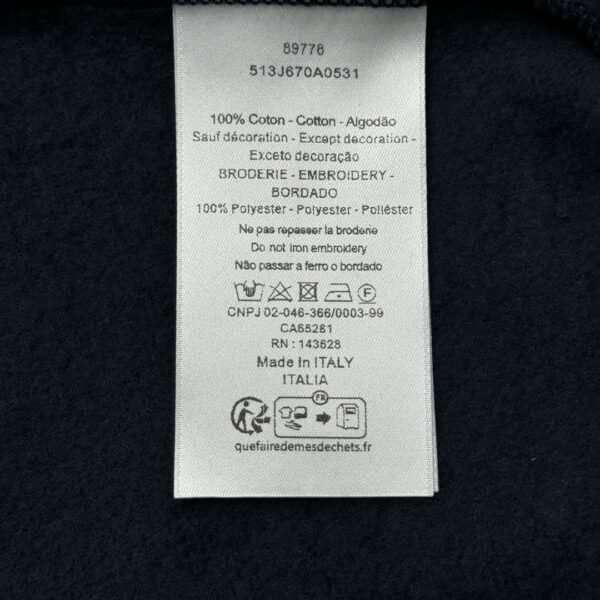 89778
513J670A0531
100% Coton - Cotton - Algodão
Sauf décoration - Except decoration -
Exceto decoração
BRODERIE - EMBROIDERY -
BORDADO
100% Polyester - Polyester - Poliéster
Ne pas repasser la broderie
Do not iron embroidery
Não passar a ferro o bordado
F
CNPJ 02-046-366/0003-99
CA55281
RN : 143628
Made in ITALY
ITALIA
FR
quefairedemesdechets.fr